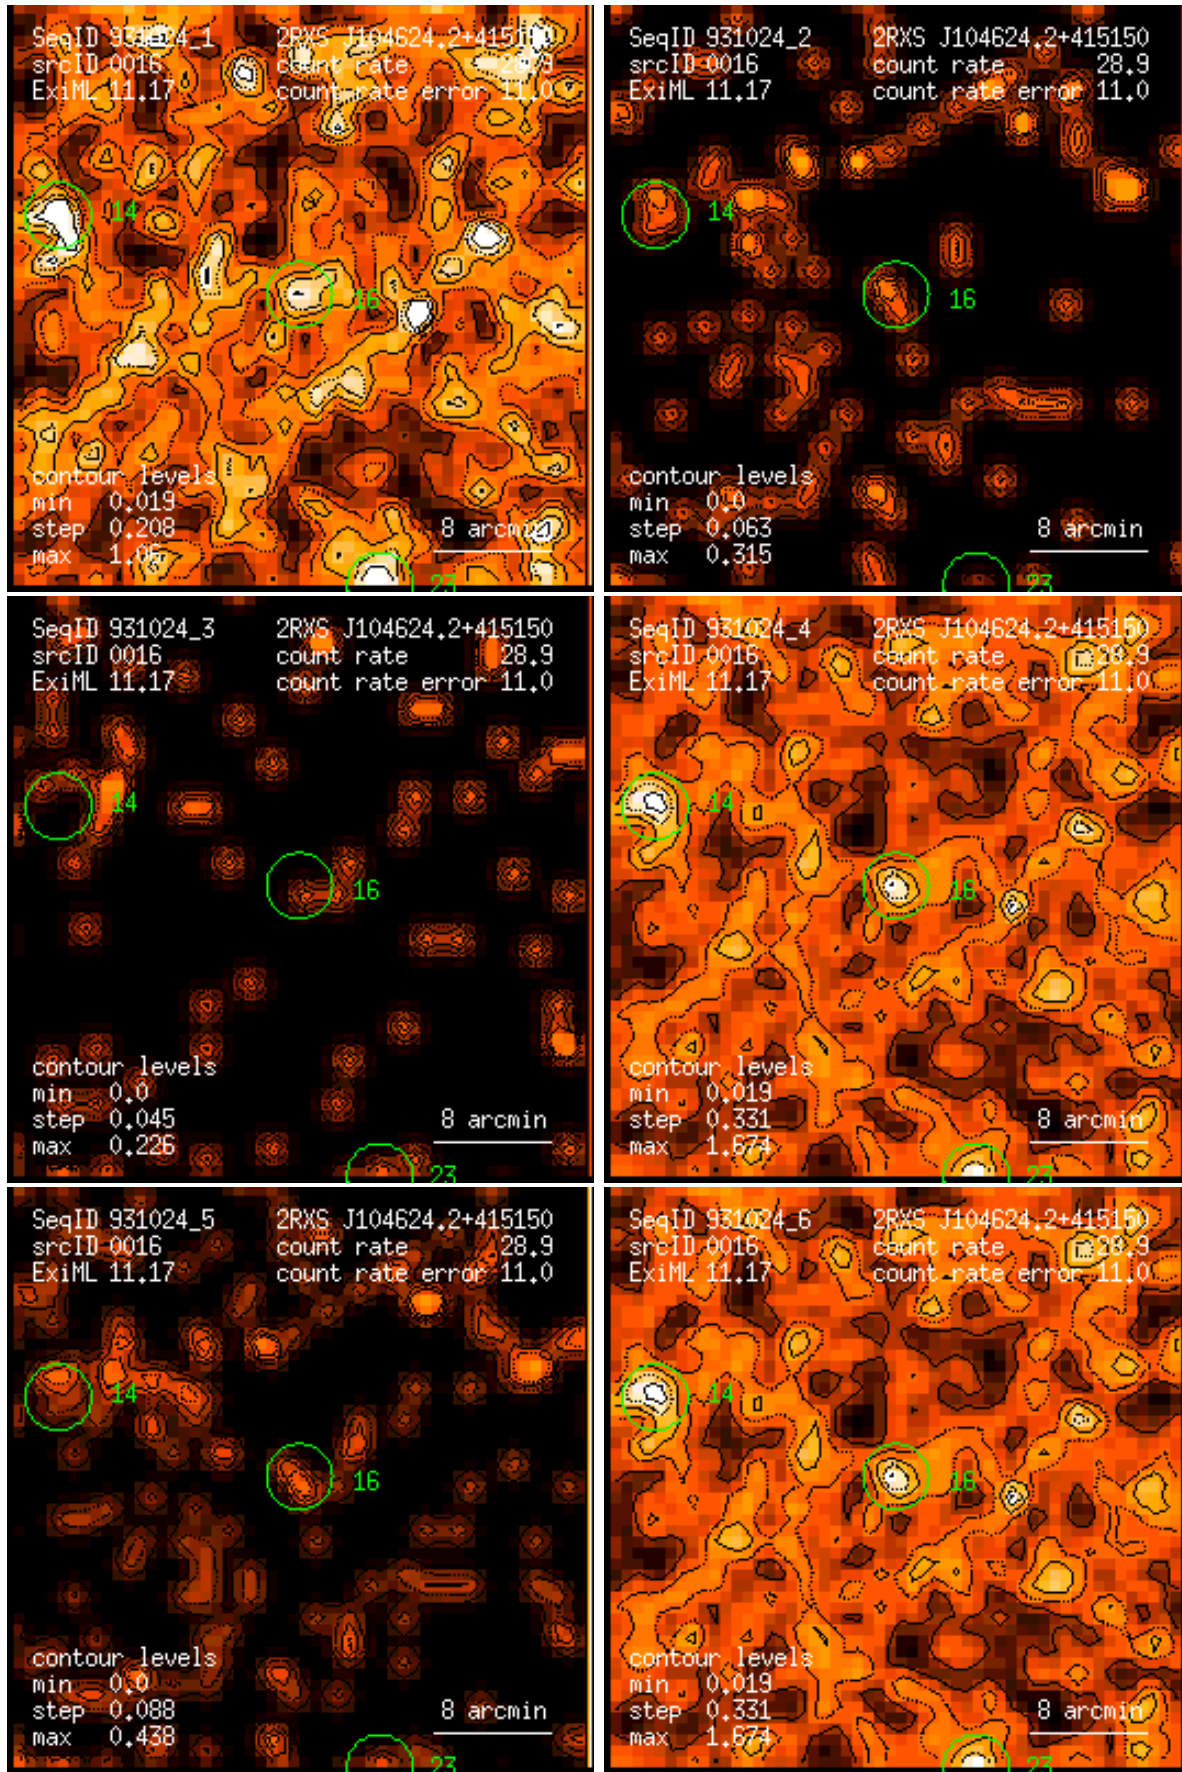 SeqID 931024_1 2RXS J104624.2+415150
srcID 0016 count rate 28.9
ExiML 11.17 count rate error 11.0
14
16
contour levels
min 0.019
step 0.208 8 arcmin
max 1.06
23
SeqID 931024_2 2RXS J104624.2+415150
srcID 0016 count rate 28.9
ExiML 11.17 count rate error 11.0
14
16
contour levels
min 0.0
step 0.063 8 arcmin
max 0.315
23
SeqID 931024_3 2RXS J104624.2+415150
srcID 0016 count rate 28.9
ExiML 11.17 count rate error 11.0
14
16
contour levels
min 0.0
step 0.045 8 arcmin
max 0.226
23
SeqID 931024_4 2RXS J104624.2+415150
srcID 0016 count rate 28.9
ExiML 11.17 count rate error 11.0
14
16
contour levels
min 0.019
step 0.331 8 arcmin
max 1.674
23
SeqID 931024_5 2RXS J104624.2+415150
srcID 0016 count rate 28.9
ExiML 11.17 count rate error 11.0
14
16
contour levels
min 0.0
step 0.088 8 arcmin
max 0.438
23
SeqID 931024_6 2RXS J104624.2+415150
srcID 0016 count rate 28.9
ExiML 11.17 count rate error 11.0
14
16
contour levels
min 0.019
step 0.331 8 arcmin
max 1.674
23